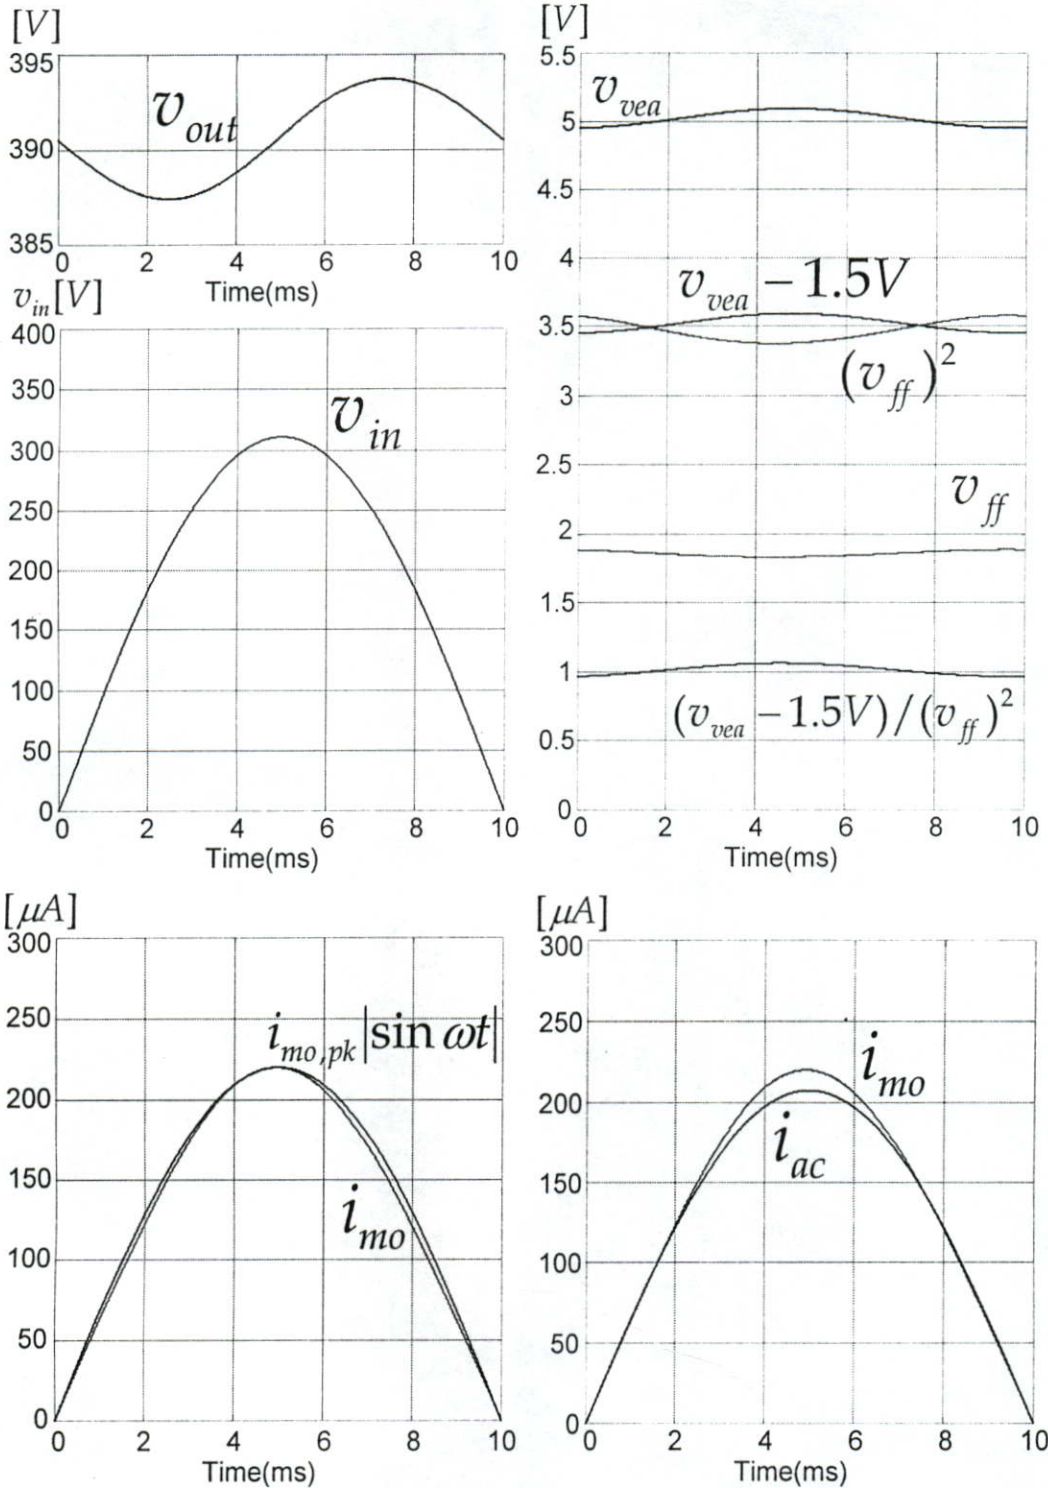 [V]
395
390
385
v_out
0 2 4 6 8 10
Time(ms)
v_in[V]
400
350
300
250
200
150
100
50
0
v_in
0 2 4 6 8 10
Time(ms)
[V]
5.5
5
4.5
4
3.5
3
2.5
2
1.5
1
0.5
0
v_vea
v_vea − 1.5V
(v_ff)^2
v_ff
(v_vea − 1.5V)/(v_ff)^2
0 2 4 6 8 10
Time(ms)
[μA]
300
250
200
150
100
50
0
i_mo,pk|sin ωt|
i_mo
0 2 4 6 8 10
Time(ms)
[μA]
300
250
200
150
100
50
0
i_mo
i_ac
0 2 4 6 8 10
Time(ms)